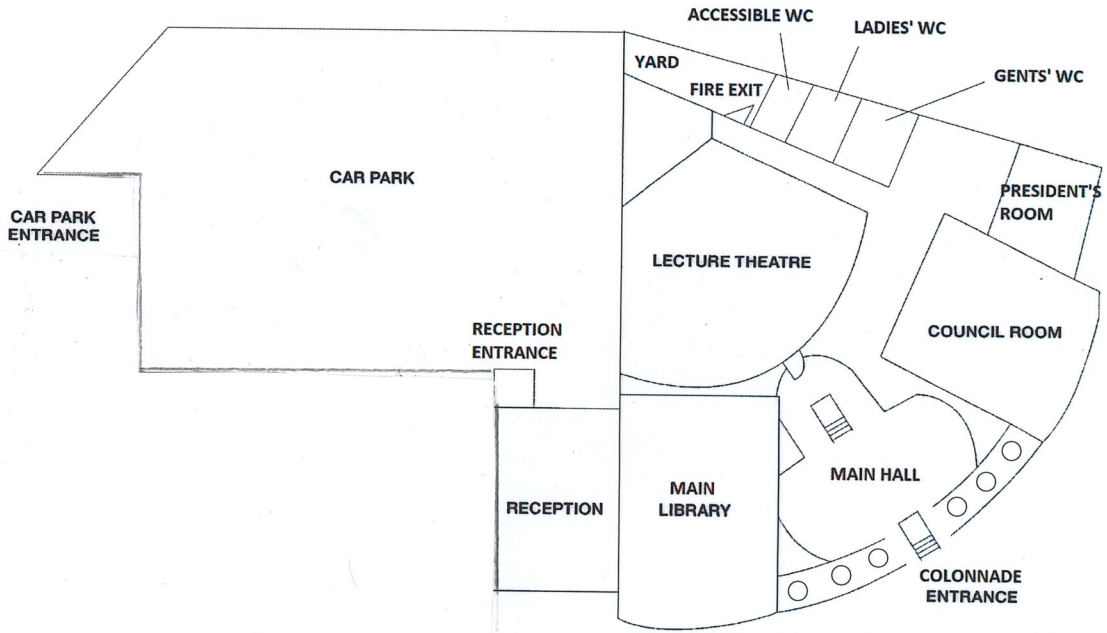 ACCESSIBLE WC
LADIES' WC
YARD
FIRE EXIT
GENTS' WC
CAR PARK
PRESIDENT'S
ROOM
CAR PARK
ENTRANCE
LECTURE THEATRE
RECEPTION
ENTRANCE
COUNCIL ROOM
MAIN HALL
RECEPTION
MAIN
LIBRARY
COLONNADE
ENTRANCE